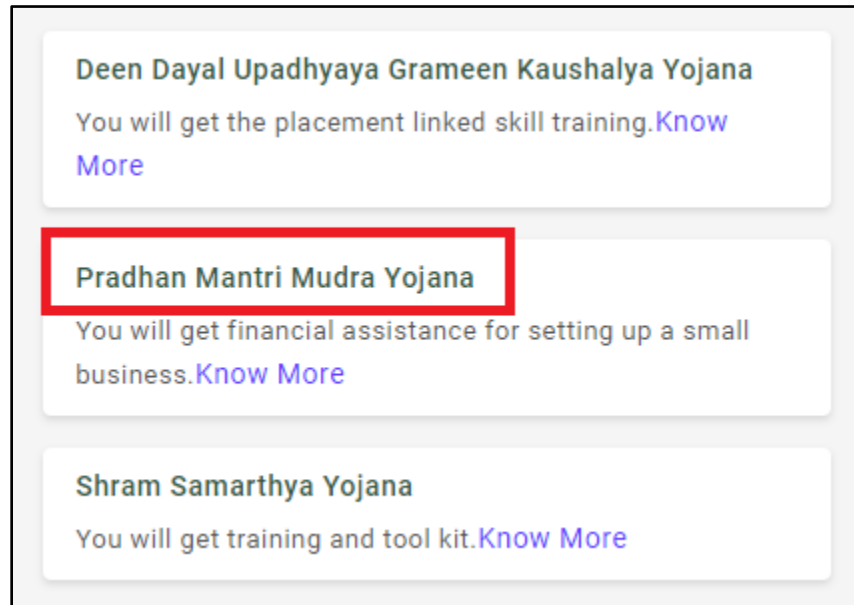 Deen Dayal Upadhyaya Grameen Kaushalya Yojana
You will get the placement linked skill training.Know
More
Pradhan Mantri Mudra Yojana
You will get financial assistance for setting up a small
business.Know More
Shram Samarthya Yojana
You will get training and tool kit.Know More